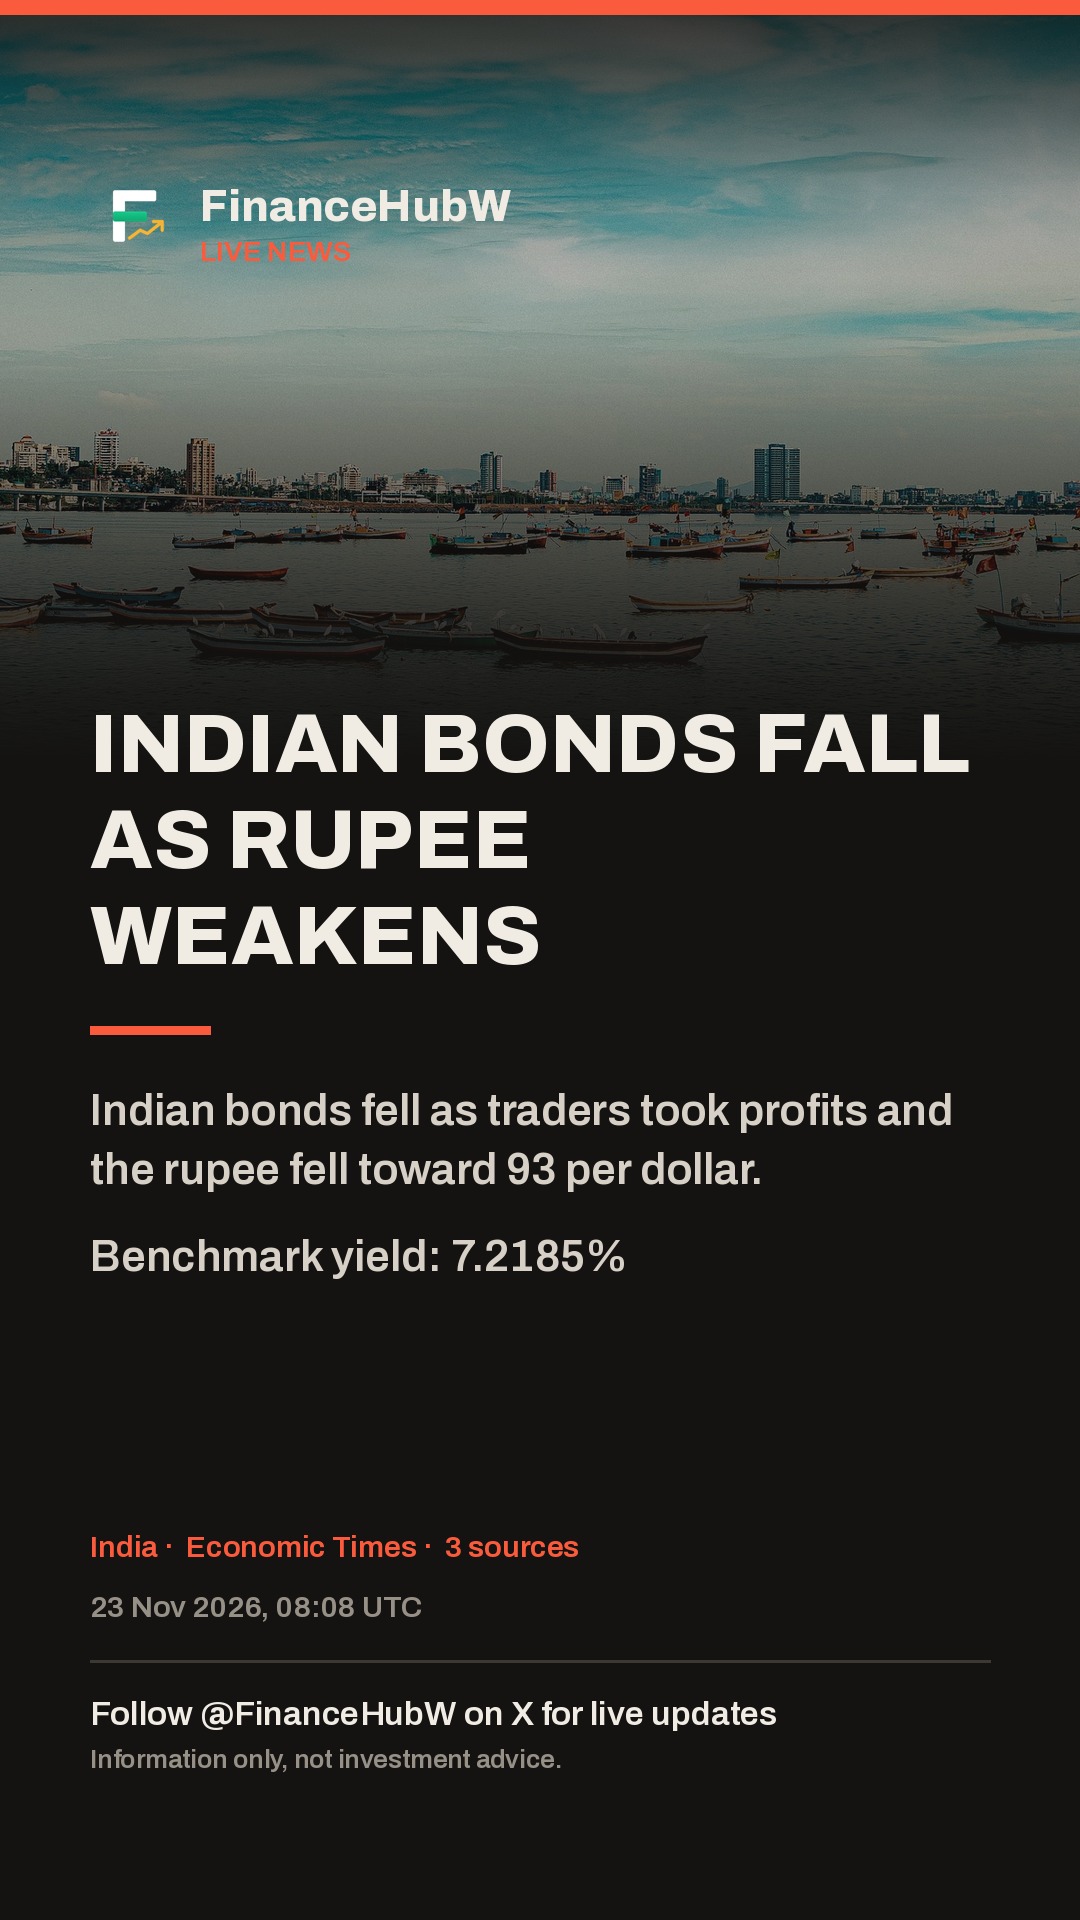 FinanceHubW
LIVE NEWS
INDIAN BONDS FALL
AS RUPEE
WEAKENS
Indian bonds fell as traders took profits and
the rupee fell toward 93 per dollar.
Benchmark yield: 7.2185%
India · Economic Times · 3 sources
23 Nov 2026, 08:08 UTC
Follow @FinanceHubW on X for live updates
Information only, not investment advice.